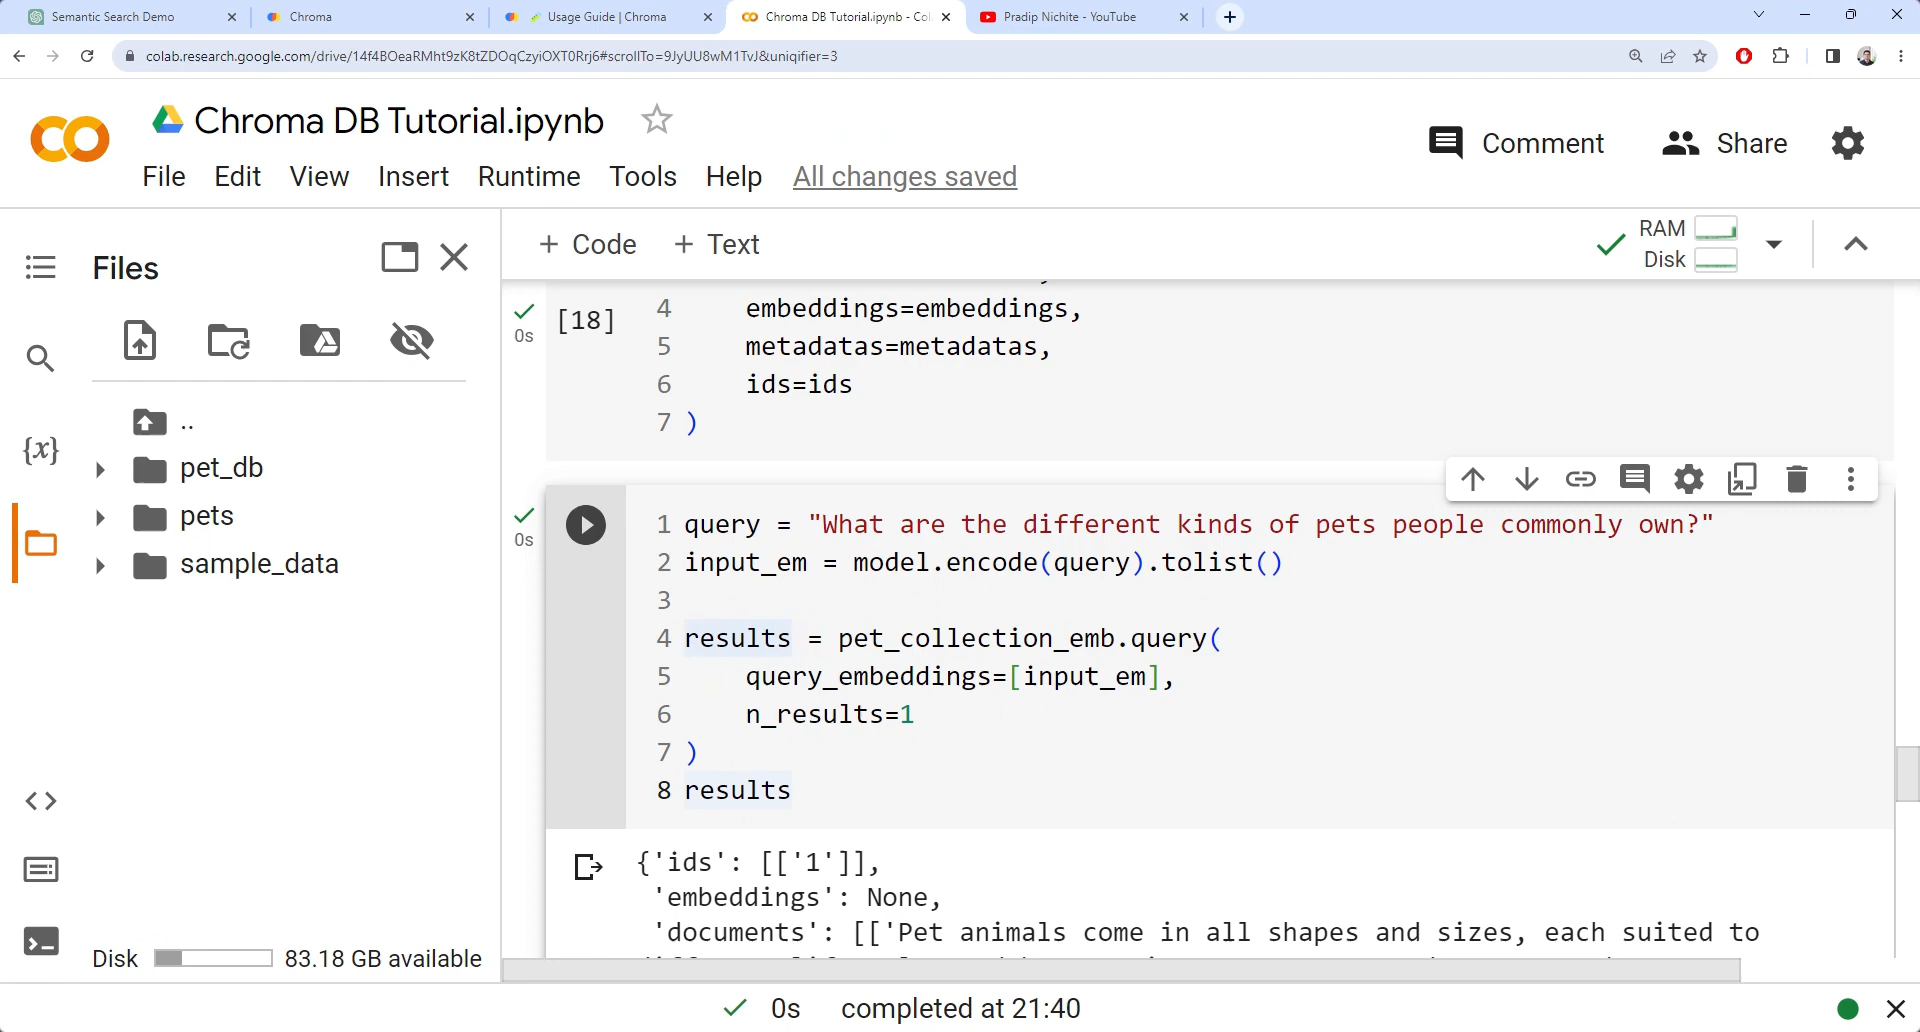 Semantic Search Demo
Chroma
Usage Guide | Chroma
Chroma DB Tutorial.ipynb - Col
Pradip Nichite - YouTube
colab.research.google.com/drive/14f4BOeaRMht9zK8tZDOqCzyiOXT0Rrj6#scrollTo=9JyUU8wM1TvJ&uniqifier=3
Chroma DB Tutorial.ipynb
Comment
Share
File Edit View Insert Runtime Tools Help All changes saved
Files
+ Code + Text
RAM
Disk
..
pet_db
pets
sample_data
Disk 83.18 GB available
0s
[18]
4 embeddings=embeddings,
5 metadatas=metadatas,
6 ids=ids
7 )
0s
1 query = "What are the different kinds of pets people commonly own?"
2 input_em = model.encode(query).tolist()
3
4 results = pet_collection_emb.query(
5 query_embeddings=[input_em],
6 n_results=1
7 )
8 results
{'ids': [['1']],
'embeddings': None,
'documents': [['Pet animals come in all shapes and sizes, each suited to
0s completed at 21:40